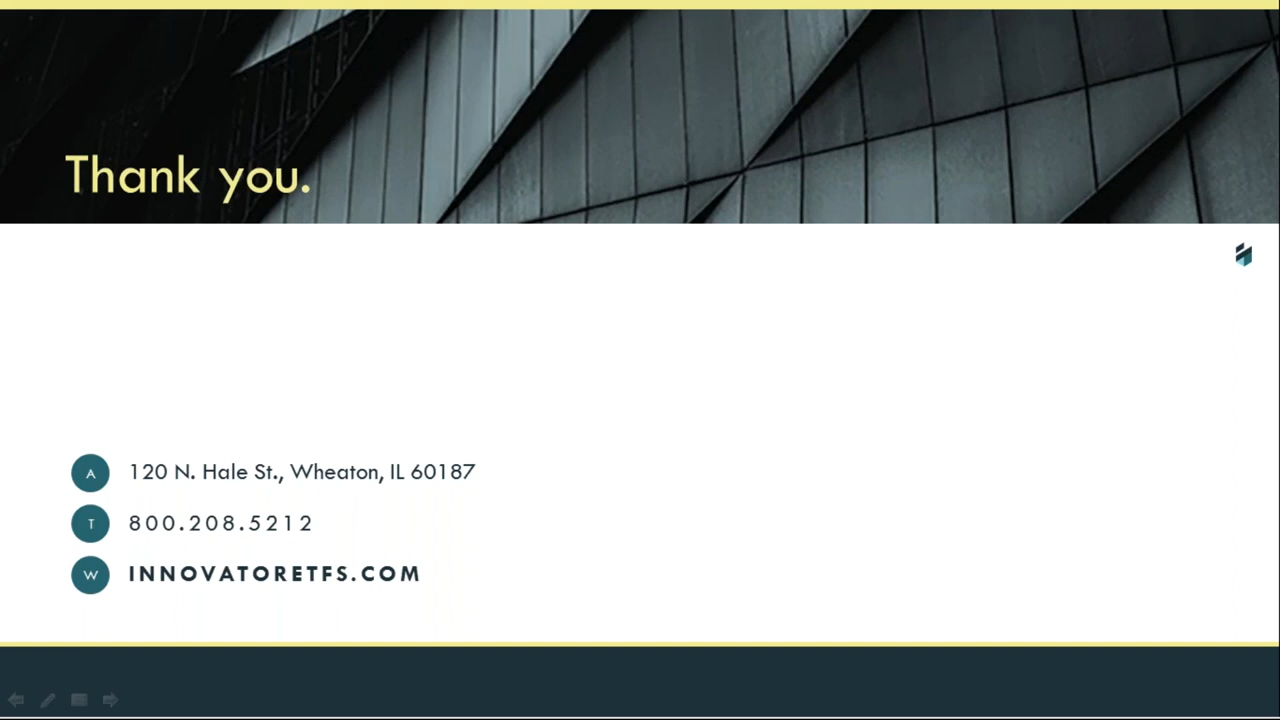 Thank you.
A 120 N. Hale St., Wheaton, IL 60187
T 800.208.5212
W INNOVATORETFS.COM